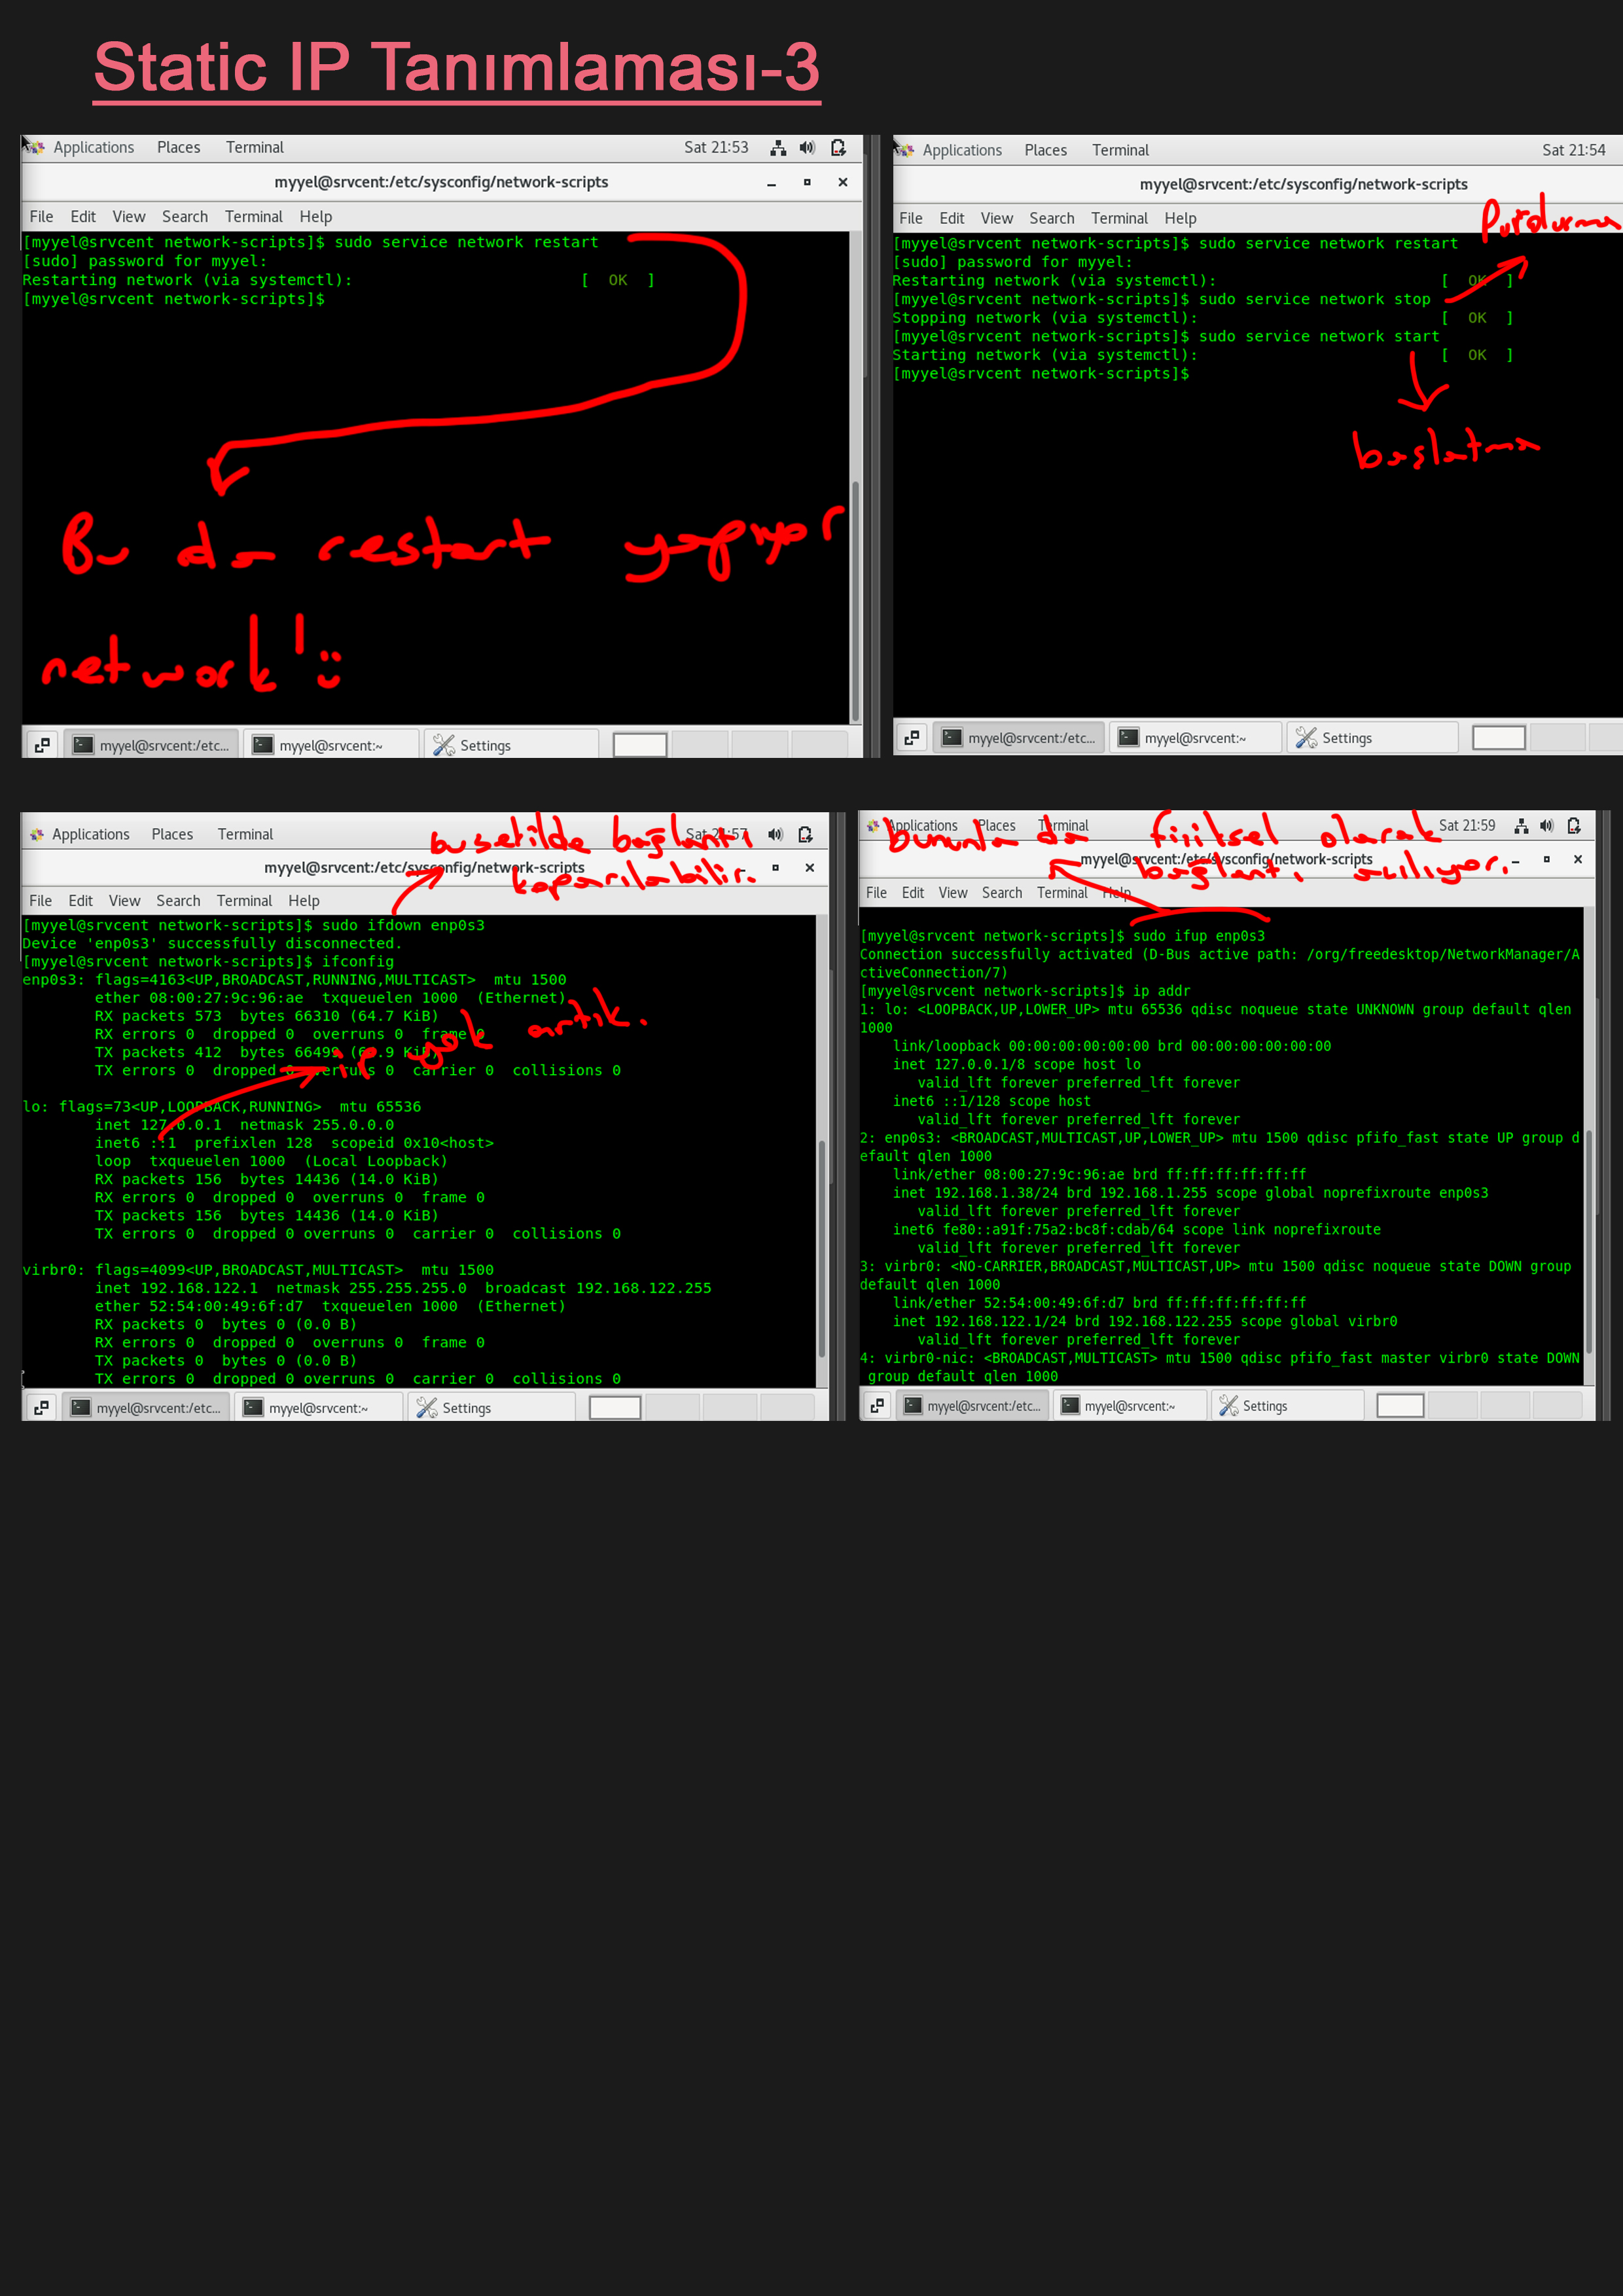 Static IP Tanımlaması-3
Applications Places Terminal Sat 21:53
myyel@srvcent:/etc/sysconfig/network-scripts
File Edit View Search Terminal Help
[myyel@srvcent network-scripts]$ sudo service network restart
[sudo] password for myyel:
Restarting network (via systemctl): [ OK ]
[myyel@srvcent network-scripts]$
Bu da restart yapıyor
network'ü
myyel@srvcent:/etc... myyel@srvcent:~ Settings
Applications Places Terminal Sat 21:54
myyel@srvcent:/etc/sysconfig/network-scripts
File Edit View Search Terminal Help
[myyel@srvcent network-scripts]$ sudo service network restart
[sudo] password for myyel:
Restarting network (via systemctl): [ OK ]
[myyel@srvcent network-scripts]$ sudo service network stop
Stopping network (via systemctl): [ OK ]
[myyel@srvcent network-scripts]$ sudo service network start
Starting network (via systemctl): [ OK ]
[myyel@srvcent network-scripts]$
başlatma
myyel@srvcent:/etc... myyel@srvcent:~ Settings
Applications Places Terminal Sat 21:57
bu şekilde bağlantı
koparılabilir.
myyel@srvcent:/etc/sysconfig/network-scripts
File Edit View Search Terminal Help
[myyel@srvcent network-scripts]$ sudo ifdown enp0s3
Device 'enp0s3' successfully disconnected.
[myyel@srvcent network-scripts]$ ifconfig
enp0s3: flags=4163<UP,BROADCAST,RUNNING,MULTICAST> mtu 1500
ether 08:00:27:9c:96:ae txqueuelen 1000 (Ethernet)
RX packets 573 bytes 66310 (64.7 KiB)
RX errors 0 dropped 0 overruns 0 frame 0
TX packets 412 bytes 66499 (64.9 KiB)
TX errors 0 dropped 0 overruns 0 carrier 0 collisions 0
ip yok artık.
lo: flags=73<UP,LOOPBACK,RUNNING> mtu 65536
inet 127.0.0.1 netmask 255.0.0.0
inet6 ::1 prefixlen 128 scopeid 0x10<host>
loop txqueuelen 1000 (Local Loopback)
RX packets 156 bytes 14436 (14.0 KiB)
RX errors 0 dropped 0 overruns 0 frame 0
TX packets 156 bytes 14436 (14.0 KiB)
TX errors 0 dropped 0 overruns 0 carrier 0 collisions 0
virbr0: flags=4099<UP,BROADCAST,MULTICAST> mtu 1500
inet 192.168.122.1 netmask 255.255.255.0 broadcast 192.168.122.255
ether 52:54:00:49:6f:d7 txqueuelen 1000 (Ethernet)
RX packets 0 bytes 0 (0.0 B)
RX errors 0 dropped 0 overruns 0 frame 0
TX packets 0 bytes 0 (0.0 B)
TX errors 0 dropped 0 overruns 0 carrier 0 collisions 0
myyel@srvcent:/etc... myyel@srvcent:~ Settings
Applications Places Terminal Sat 21:59
bununla da fiziksel olarak
bağlantı açılıyor.
myyel@srvcent:/etc/sysconfig/network-scripts
File Edit View Search Terminal Help
[myyel@srvcent network-scripts]$ sudo ifup enp0s3
Connection successfully activated (D-Bus active path: /org/freedesktop/NetworkManager/A
ctiveConnection/7)
[myyel@srvcent network-scripts]$ ip addr
1: lo: <LOOPBACK,UP,LOWER_UP> mtu 65536 qdisc noqueue state UNKNOWN group default qlen
1000
link/loopback 00:00:00:00:00:00 brd 00:00:00:00:00:00
inet 127.0.0.1/8 scope host lo
valid_lft forever preferred_lft forever
inet6 ::1/128 scope host
valid_lft forever preferred_lft forever
2: enp0s3: <BROADCAST,MULTICAST,UP,LOWER_UP> mtu 1500 qdisc pfifo_fast state UP group d
efault qlen 1000
link/ether 08:00:27:9c:96:ae brd ff:ff:ff:ff:ff:ff
inet 192.168.1.38/24 brd 192.168.1.255 scope global noprefixroute enp0s3
valid_lft forever preferred_lft forever
inet6 fe80::a91f:75a2:bc8f:cdab/64 scope link noprefixroute
valid_lft forever preferred_lft forever
3: virbr0: <NO-CARRIER,BROADCAST,MULTICAST,UP> mtu 1500 qdisc noqueue state DOWN group
default qlen 1000
link/ether 52:54:00:49:6f:d7 brd ff:ff:ff:ff:ff:ff
inet 192.168.122.1/24 brd 192.168.122.255 scope global virbr0
valid_lft forever preferred_lft forever
4: virbr0-nic: <BROADCAST,MULTICAST> mtu 1500 qdisc pfifo_fast master virbr0 state DOWN
group default qlen 1000
myyel@srvcent:/etc... myyel@srvcent:~ Settings